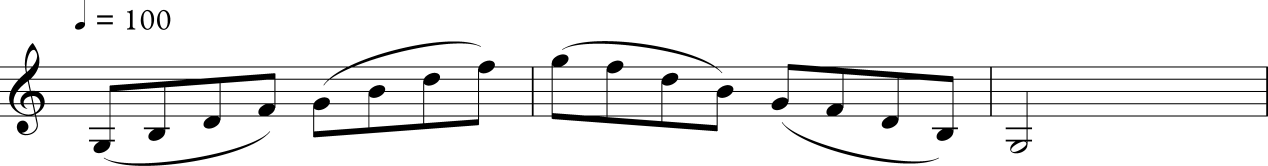 ♩ = 100